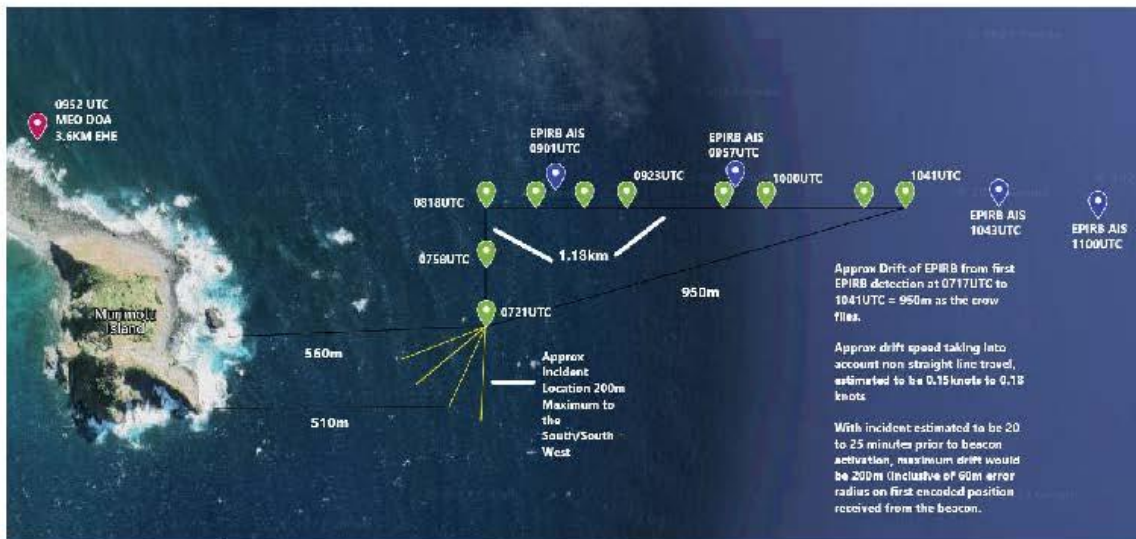 0952 UTC
MEO DOA
3.6KM EHE
EPIRB AIS
0901UTC
EPIRB AIS
0957UTC
0818UTC
0923UTC
1000UTC
1041UTC
EPIRB AIS
1043UTC
EPIRB AIS
1100UTC
0758UTC
1.18km
Murimotu
Island
0721UTC
950m
560m
510m
Approx
Incident
Location 200m
Maximum to
the
South/South
West
Approx Drift of EPIRB from first
EPIRB detection at 0717UTC to
1041UTC = 950m as the crow
flies.
Approx drift speed taking into
account non straight line travel,
estimated to be 0.15knots to 0.18
knots
With incident estimated to be 20
to 25 minutes prior to beacon
activation, maximum drift would
be 200m (inclusive of 60m error
radius on first encoded position
received from the beacon.